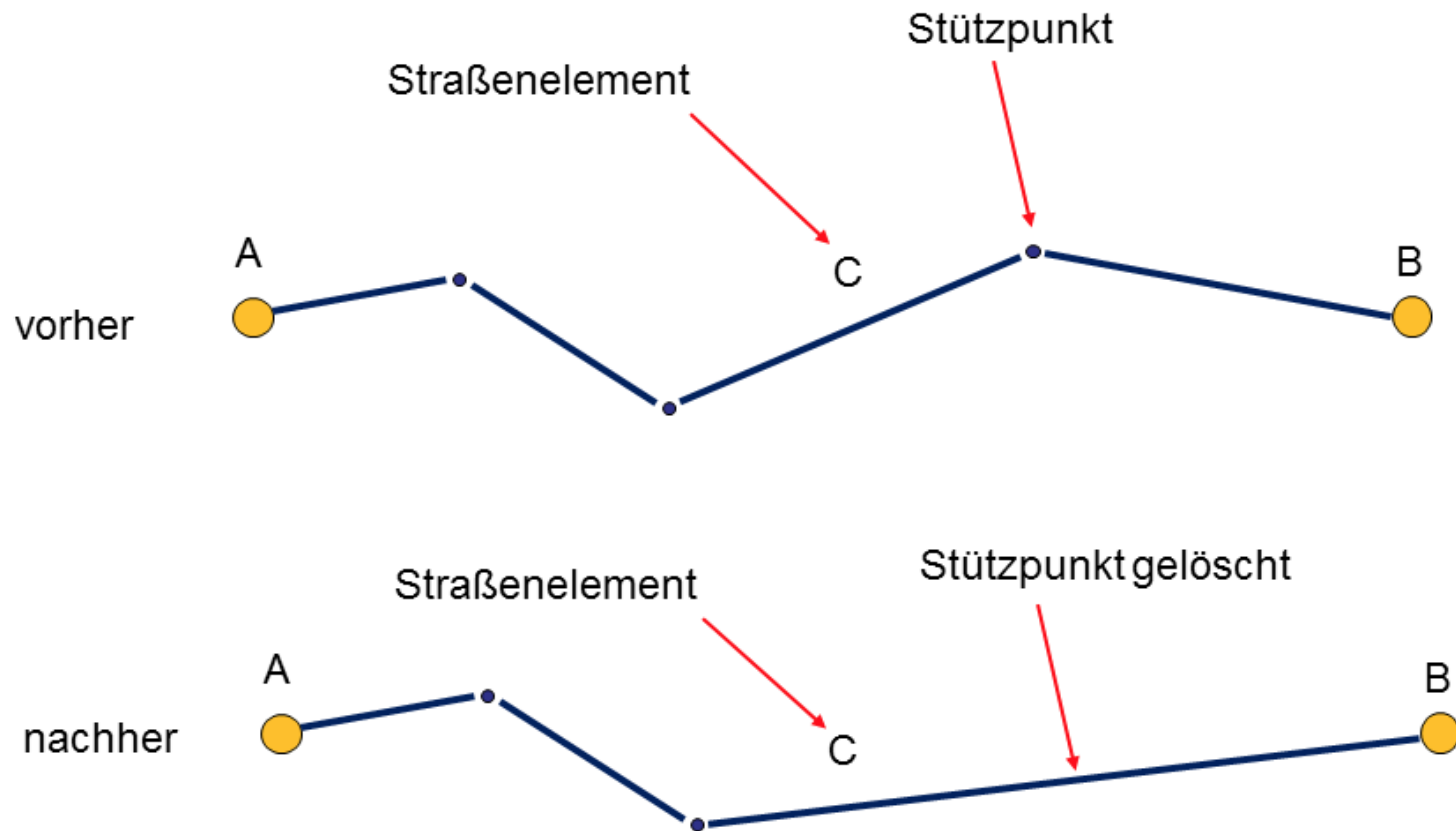 Stützpunkt
Straßenelement
A
C
B
vorher
Stützpunkt gelöscht
Straßenelement
A
B
nachher
C